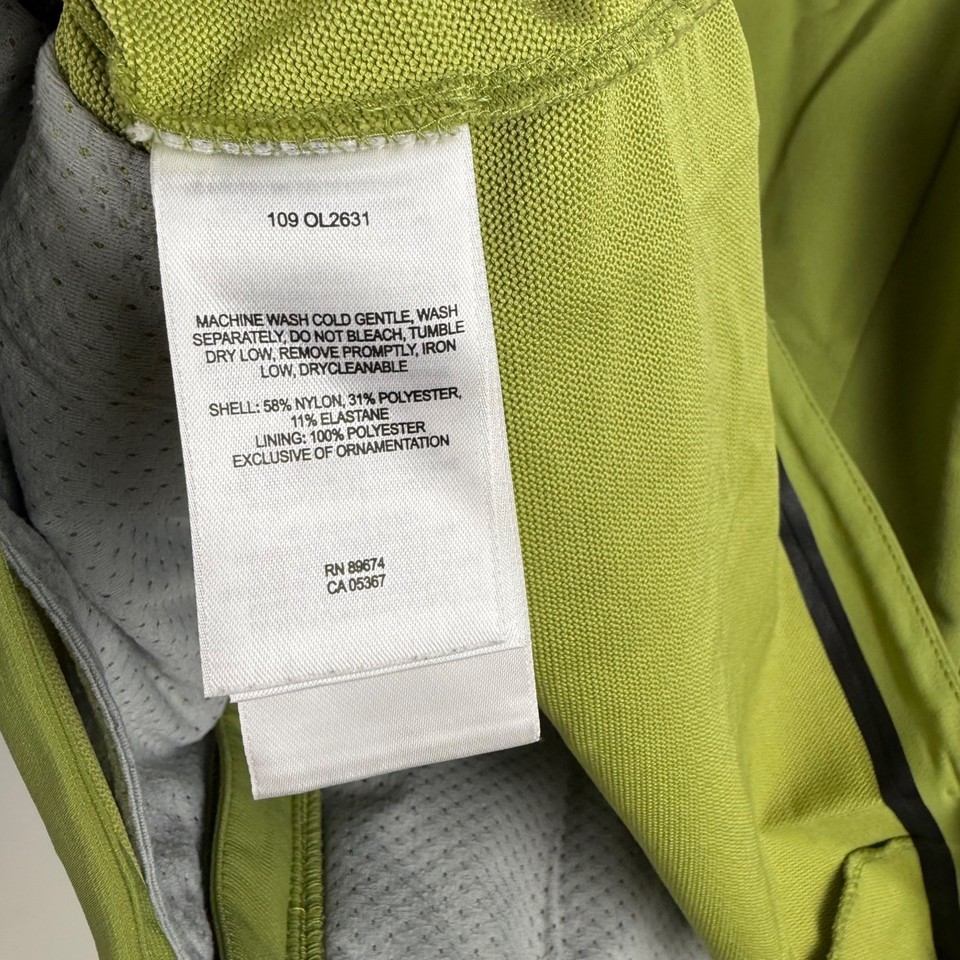 109 OL2631
MACHINE WASH COLD GENTLE, WASH
SEPARATELY, DO NOT BLEACH, TUMBLE
DRY LOW, REMOVE PROMPTLY, IRON
LOW, DRYCLEANABLE
SHELL: 58% NYLON, 31% POLYESTER,
11% ELASTANE
LINING: 100% POLYESTER
EXCLUSIVE OF ORNAMENTATION
RN 89674
CA 05367